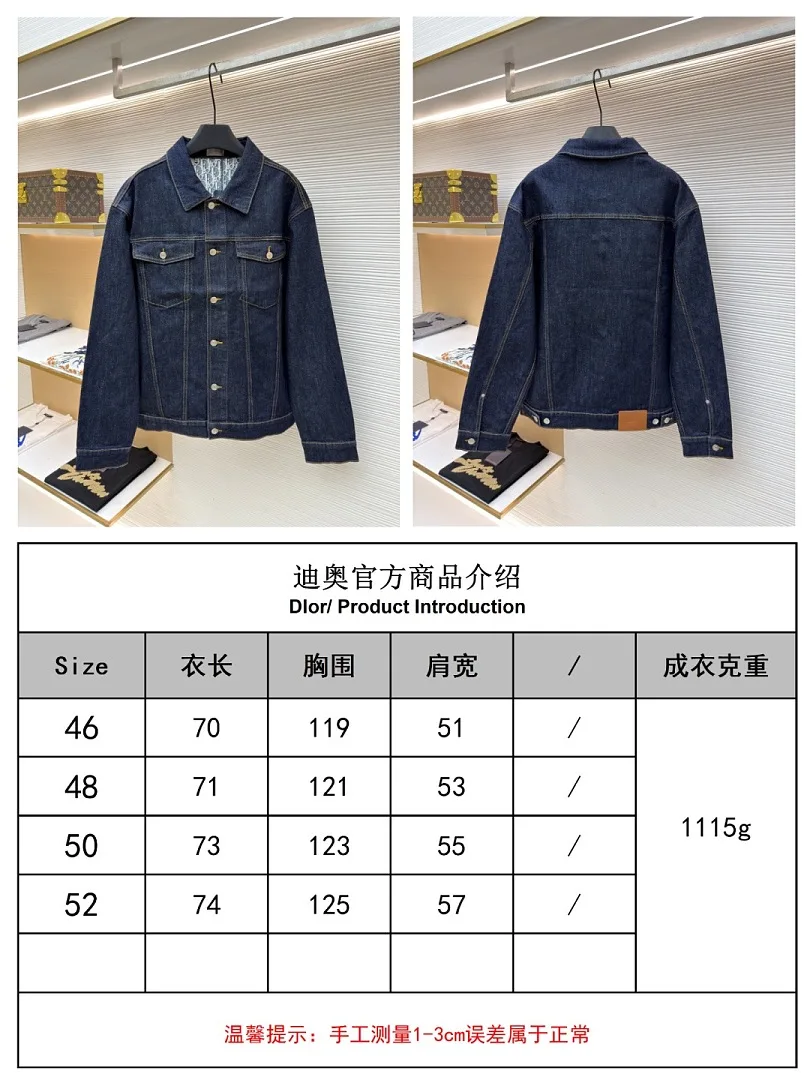 迪奥官方商品介绍
DIor/ Product Introduction
Size 衣长 胸围 肩宽 / 成衣克重
46 70 119 51 /
48 71 121 53 /
50 73 123 55 /
52 74 125 57 /
1115g
温馨提示：手工测量1-3cm误差属于正常